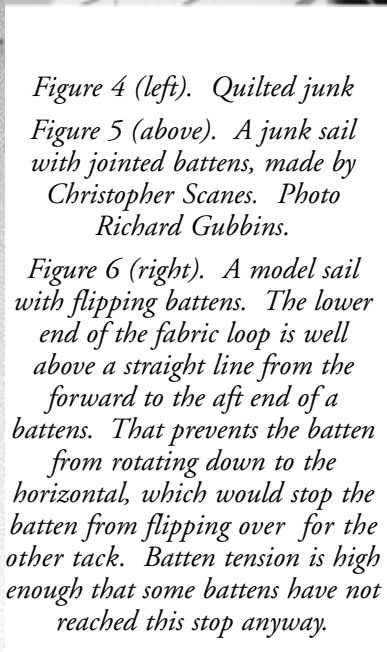 Figure 4 (left).  Quilted junk
Figure 5 (above).  A junk sail
with jointed battens, made by
Christopher Scanes.  Photo
Richard Gubbins.
Figure 6 (right).  A model sail
with flipping battens.  The lower
end of the fabric loop is well
above a straight line from the
forward to the aft end of a
battens.  That prevents the batten
from rotating down to the
horizontal, which would stop the
batten from flipping over  for the
other tack.  Batten tension is high
enough that some battens have not
reached this stop anyway.